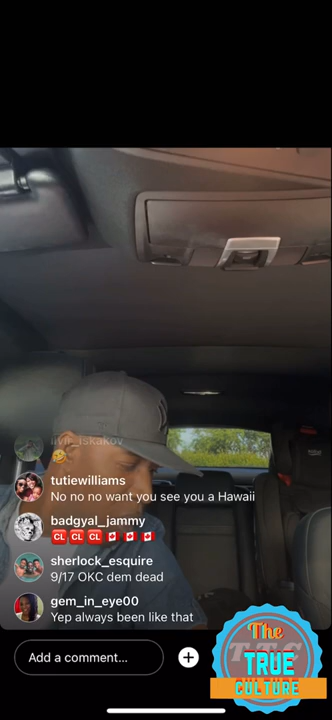 livii_iskakov
tutiewilliams
No no no want you see you a Hawaii
badgyal_jammy
CL CL CL
sherlock_esquire
9/17 OKC dem dead
gem_in_eye00
Yep always been like that
Add a comment...
The
T.T.C
TRUE
CULTURE